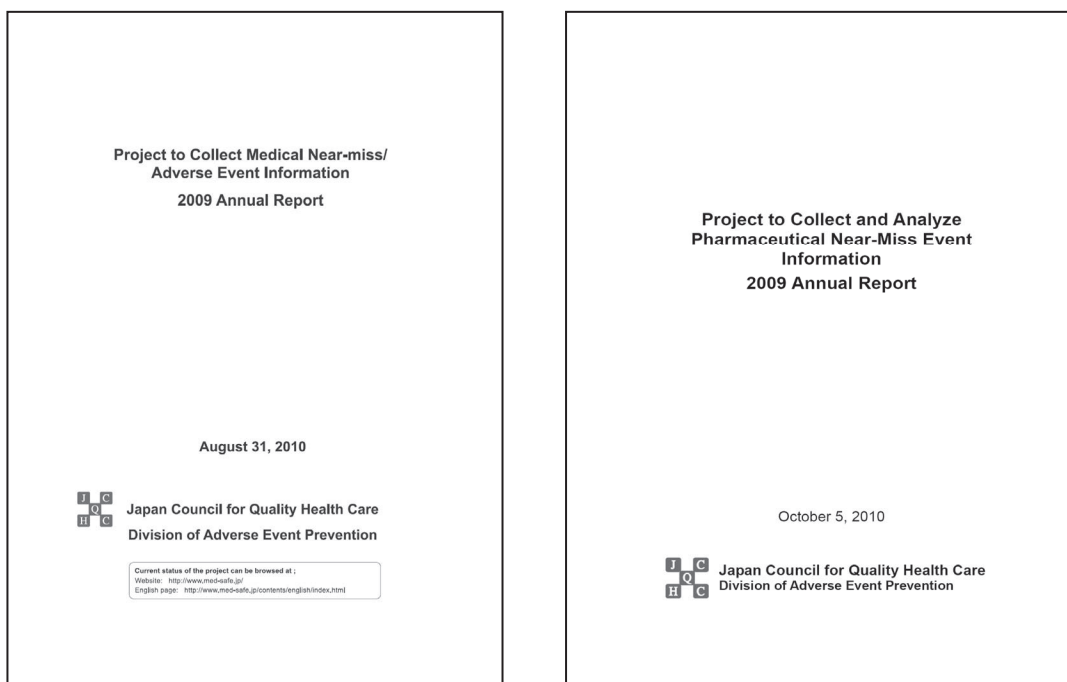 Project to Collect Medical Near-miss/
Adverse Event Information
2009 Annual Report
August 31, 2010
J C
Q
H C
Japan Council for Quality Health Care
Division of Adverse Event Prevention
Current status of the project can be browsed at ;
Website: http://www.med-safe.jp/
English page: http://www.med-safe.jp/contents/english/index.html
Project to Collect and Analyze
Pharmaceutical Near-Miss Event
Information
2009 Annual Report
October 5, 2010
J C
Q
H C
Japan Council for Quality Health Care
Division of Adverse Event Prevention